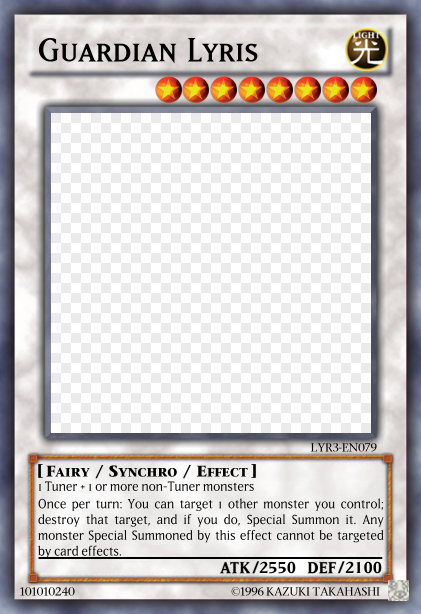 Guardian Lyris
LIGHT
光
LYR3-EN079
[ Fairy / Synchro / Effect ]
1 Tuner + 1 or more non-Tuner monsters
Once per turn: You can target 1 other monster you control;
destroy that target, and if you do, Special Summon it. Any
monster Special Summoned by this effect cannot be targeted
by card effects.
ATK/2550 DEF/2100
101010240
©1996 KAZUKI TAKAHASHI